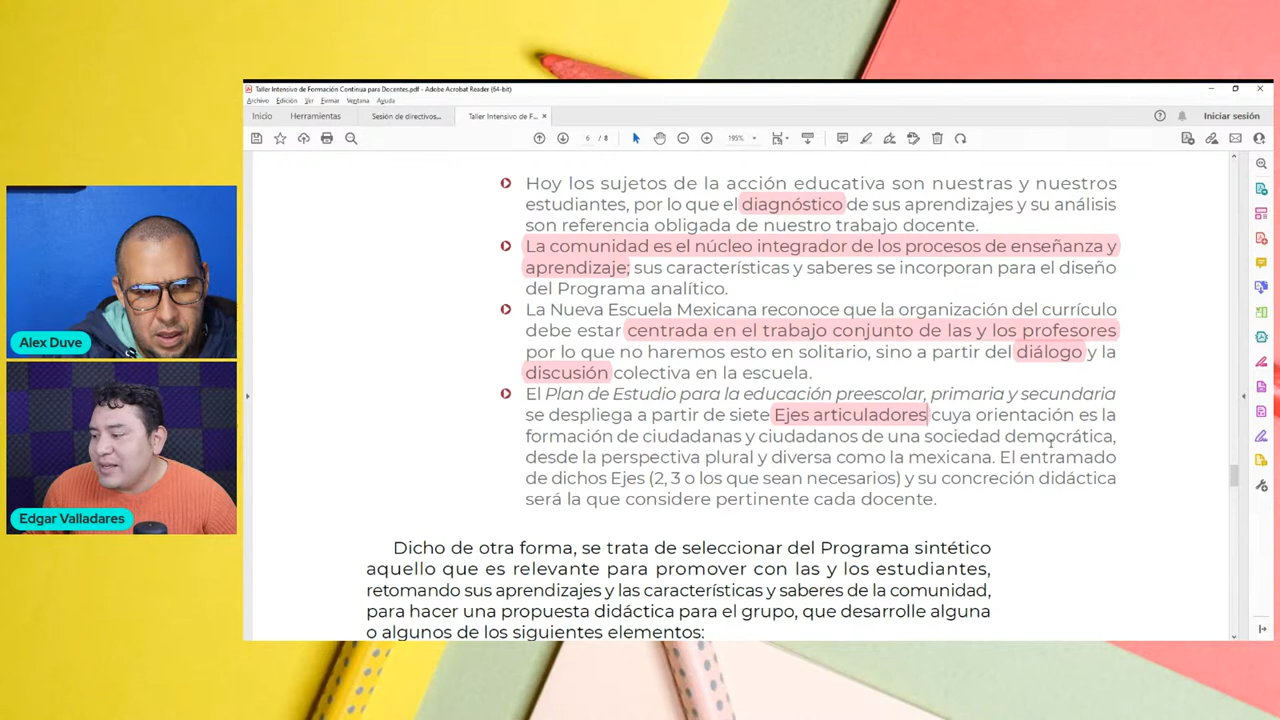 Taller Intensivo de Formación Continua para Docentes.pdf - Adobe Acrobat Reader (64-bit)
Archivo Edición Ver Firmar Ventana Ayuda
Inicio Herramientas Sesión de directivos... Taller Intensivo de F... × Iniciar sesión
6 / 8 195%
Hoy los sujetos de la acción educativa son nuestras y nuestros
estudiantes, por lo que el diagnóstico de sus aprendizajes y su análisis
son referencia obligada de nuestro trabajo docente.
La comunidad es el núcleo integrador de los procesos de enseñanza y
aprendizaje; sus características y saberes se incorporan para el diseño
del Programa analítico.
La Nueva Escuela Mexicana reconoce que la organización del currículo
debe estar centrada en el trabajo conjunto de las y los profesores
por lo que no haremos esto en solitario, sino a partir del diálogo y la
discusión colectiva en la escuela.
El Plan de Estudio para la educación preescolar, primaria y secundaria
se despliega a partir de siete Ejes articuladores cuya orientación es la
formación de ciudadanas y ciudadanos de una sociedad democrática,
desde la perspectiva plural y diversa como la mexicana. El entramado
de dichos Ejes (2, 3 o los que sean necesarios) y su concreción didáctica
será la que considere pertinente cada docente.
Dicho de otra forma, se trata de seleccionar del Programa sintético
aquello que es relevante para promover con las y los estudiantes,
retomando sus aprendizajes y las características y saberes de la comunidad,
para hacer una propuesta didáctica para el grupo, que desarrolle alguna
o algunos de los siguientes elementos:
Alex Duve
Edgar Valladares